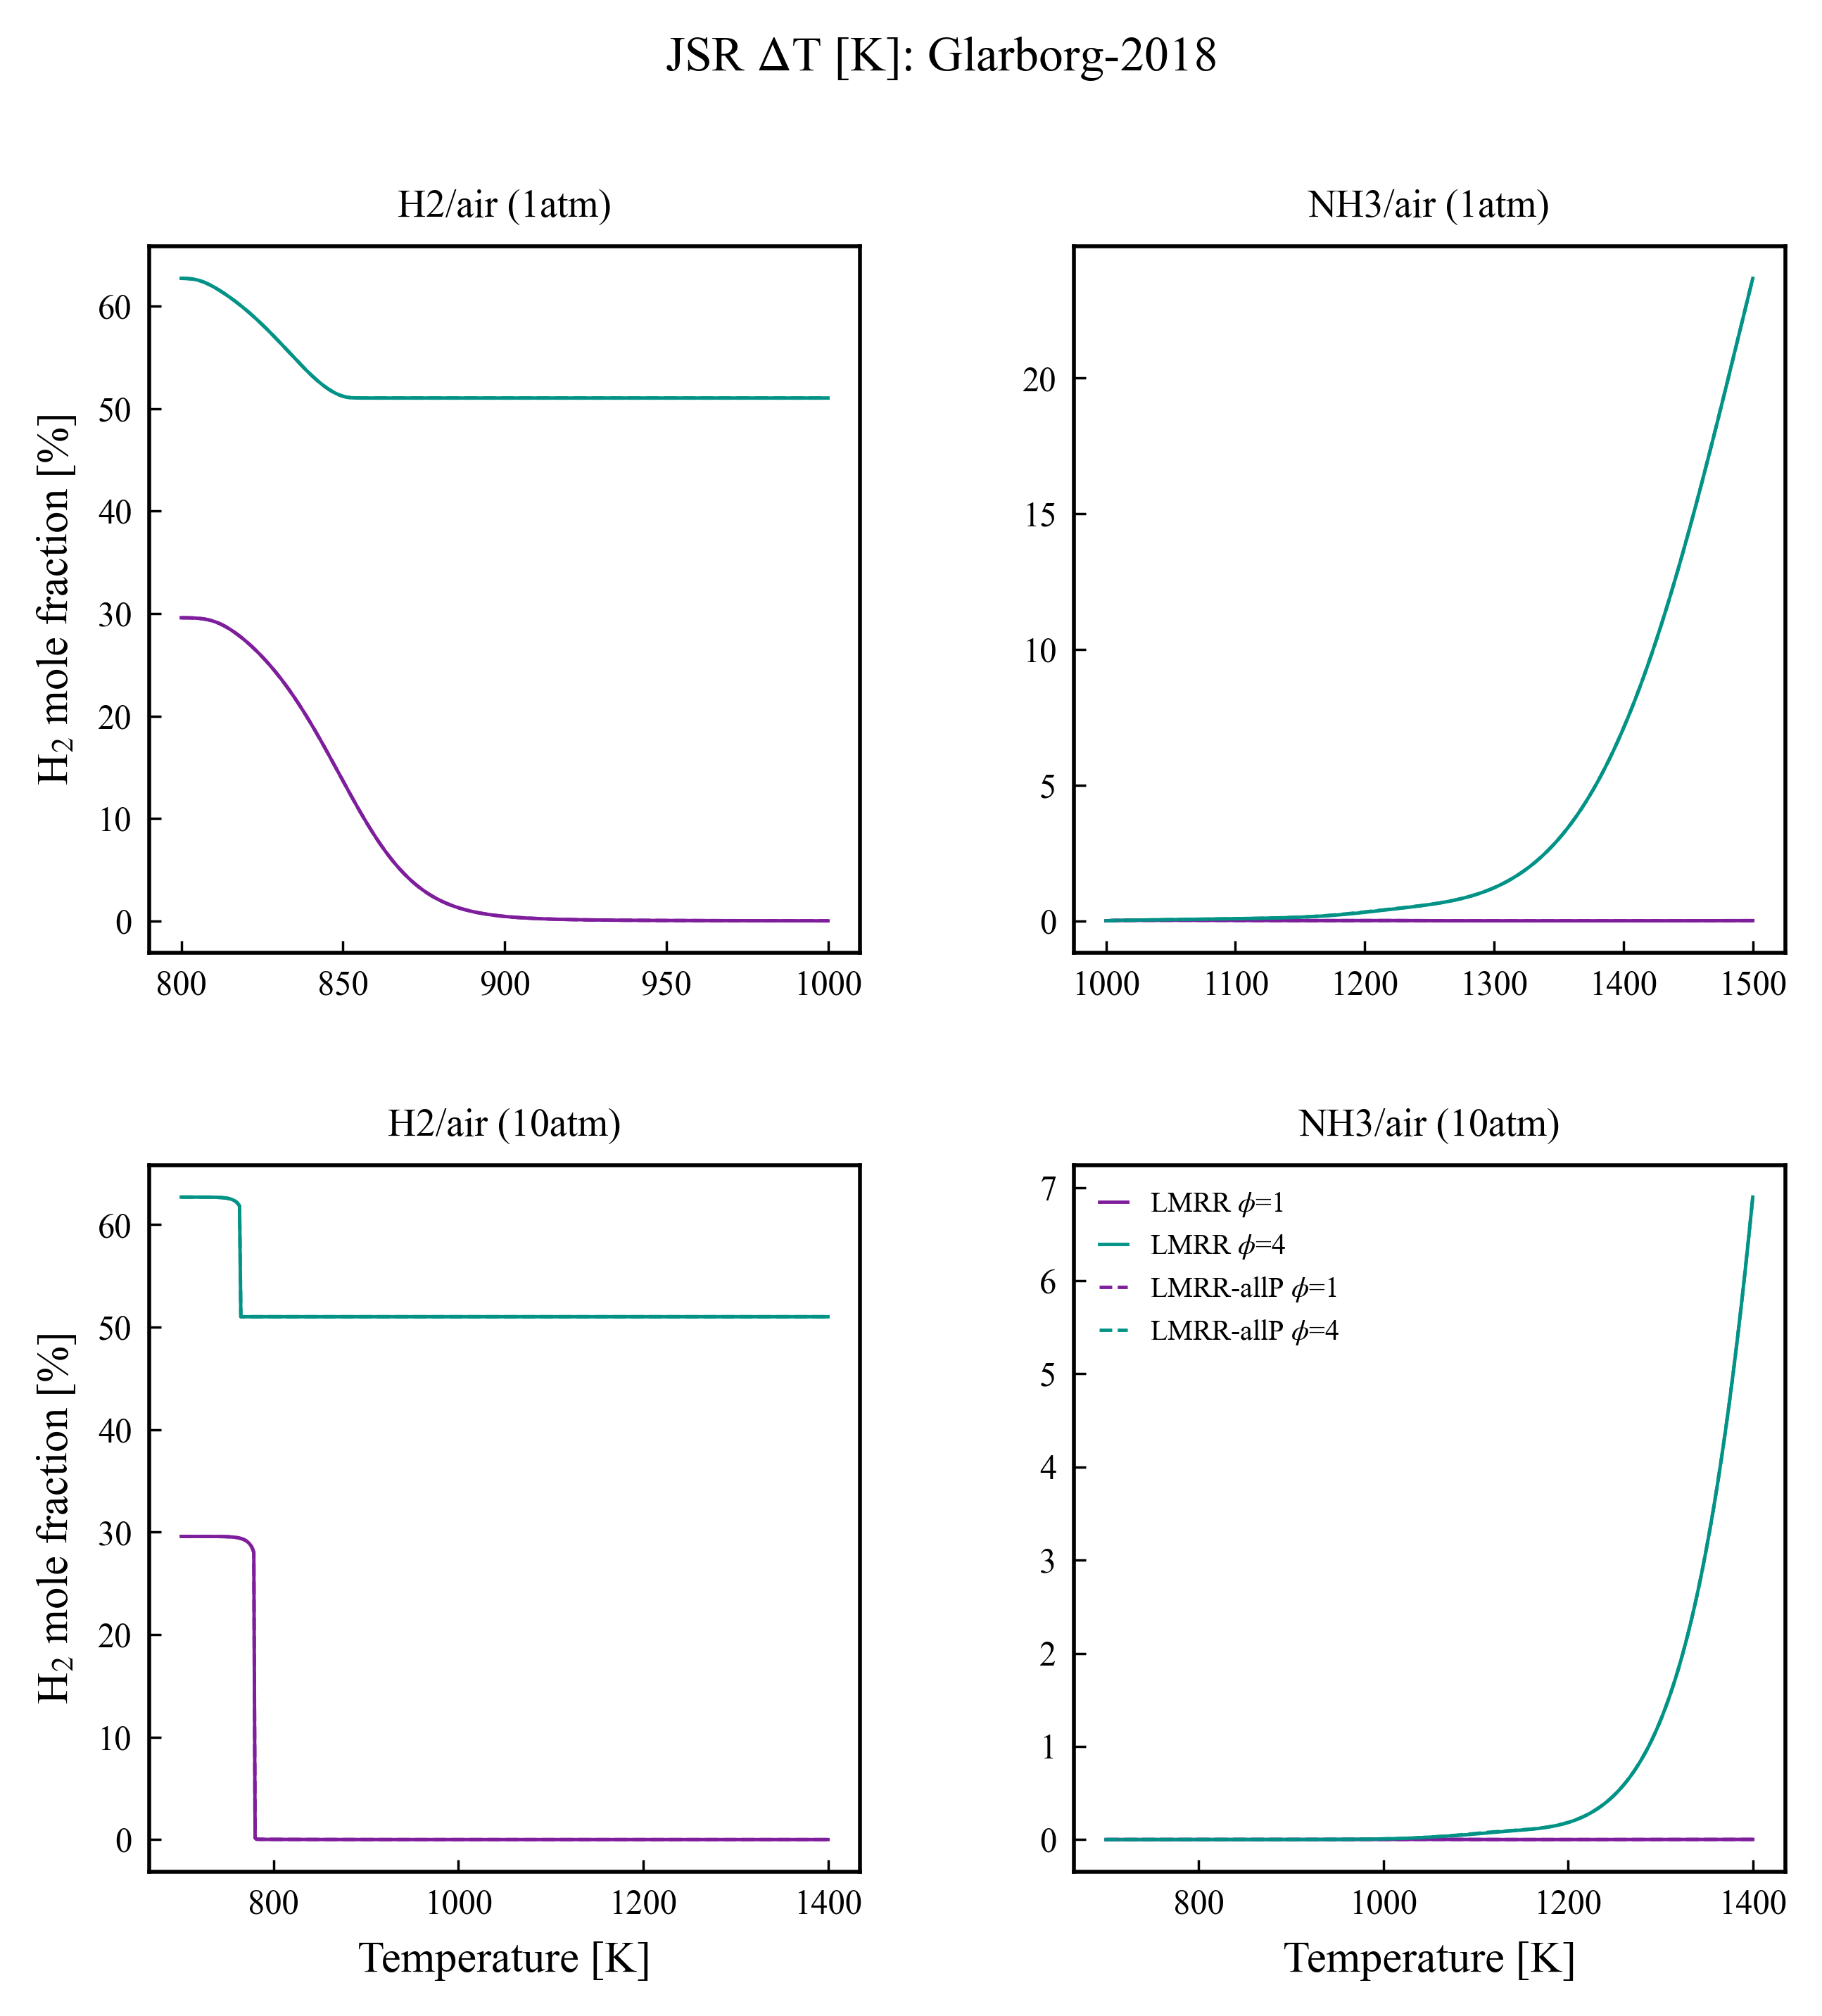 JSR ΔT [K]: Glarborg-2018
H2/air (1atm)
H₂ mole fraction [%]
60
50
40
30
20
10
0
800 850 900 950 1000
NH3/air (1atm)
20
15
10
5
0
1000 1100 1200 1300 1400 1500
H2/air (10atm)
H₂ mole fraction [%]
60
50
40
30
20
10
0
800 1000 1200 1400
Temperature [K]
NH3/air (10atm)
7
6
5
4
3
2
1
0
LMRR ϕ=1
LMRR ϕ=4
LMRR-allP ϕ=1
LMRR-allP ϕ=4
800 1000 1200 1400
Temperature [K]